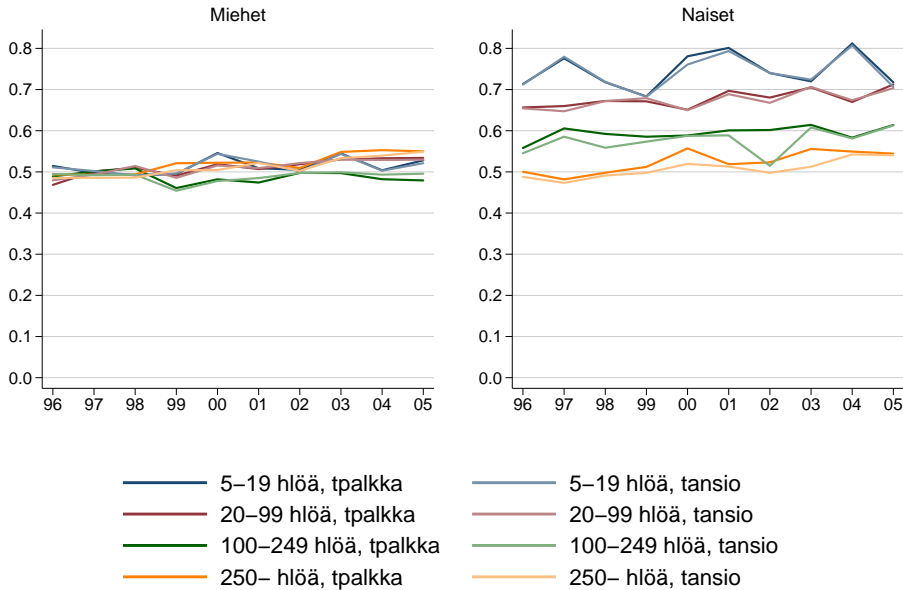 Miehet
Naiset
0.8
0.7
0.6
0.5
0.4
0.3
0.2
0.1
0.0
96 97 98 99 00 01 02 03 04 05
0.8
0.7
0.6
0.5
0.4
0.3
0.2
0.1
0.0
96 97 98 99 00 01 02 03 04 05
5−19 hlöä, tpalkka
5−19 hlöä, tansio
20−99 hlöä, tpalkka
20−99 hlöä, tansio
100−249 hlöä, tpalkka
100−249 hlöä, tansio
250− hlöä, tpalkka
250− hlöä, tansio